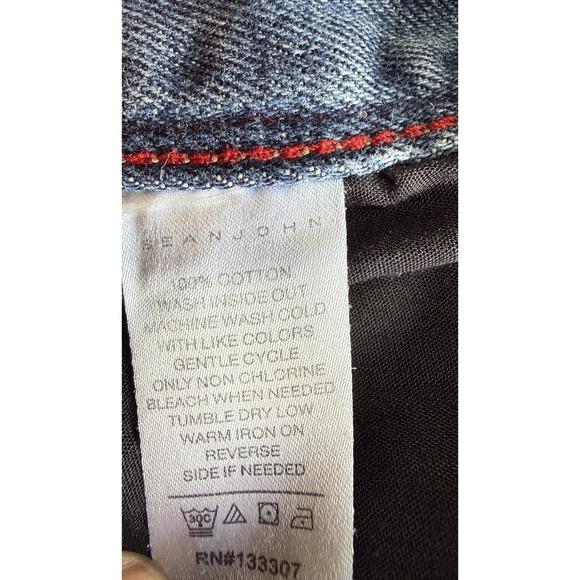 SEANJOHN
100% COTTON
WASH INSIDE OUT
MACHINE WASH COLD
WITH LIKE COLORS
GENTLE CYCLE
ONLY NON CHLORINE
BLEACH WHEN NEEDED
TUMBLE DRY LOW
WARM IRON ON
REVERSE
SIDE IF NEEDED
30C
RN#133307